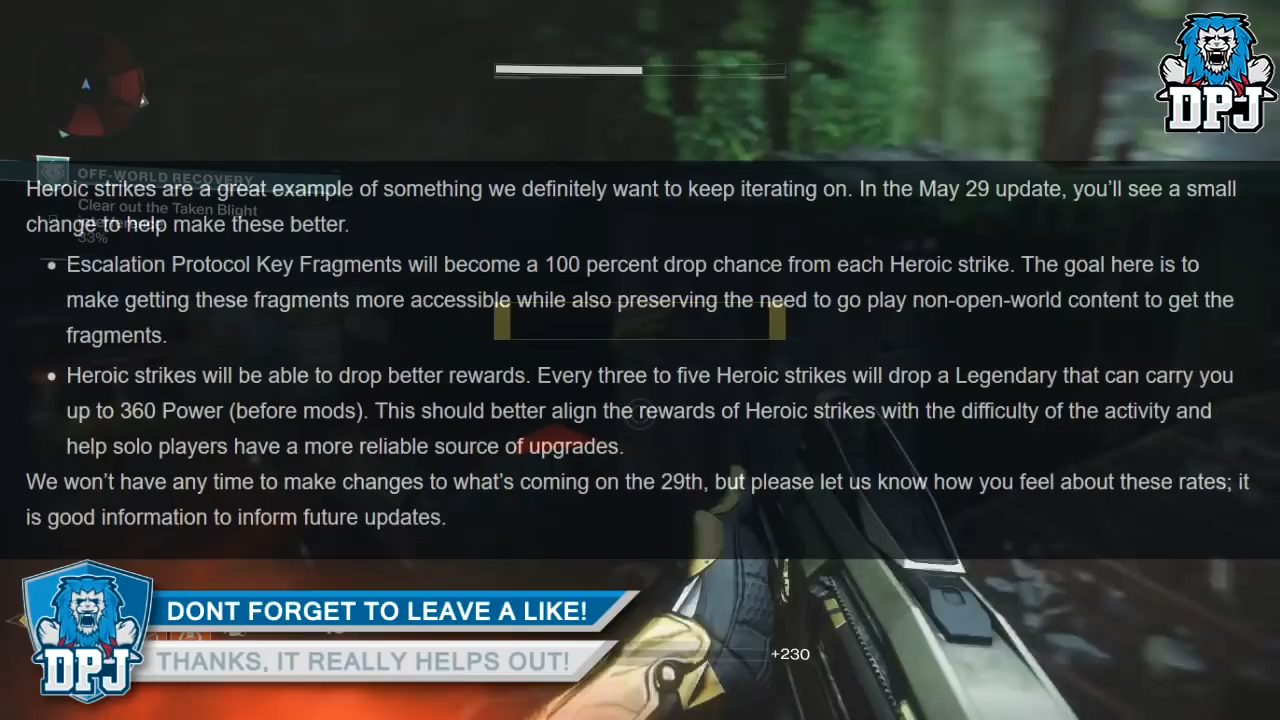 DPJ
OFF-WORLD RECOVERY
Heroic strikes are a great example of something we definitely want to keep iterating on. In the May 29 update, you'll see a small
Clear out the Taken Blight
change to help make these better.
interference
33%
• Escalation Protocol Key Fragments will become a 100 percent drop chance from each Heroic strike. The goal here is to
make getting these fragments more accessible while also preserving the need to go play non-open-world content to get the
fragments.
• Heroic strikes will be able to drop better rewards. Every three to five Heroic strikes will drop a Legendary that can carry you
up to 360 Power (before mods). This should better align the rewards of Heroic strikes with the difficulty of the activity and
help solo players have a more reliable source of upgrades.
We won't have any time to make changes to what's coming on the 29th, but please let us know how you feel about these rates; it
is good information to inform future updates.
DONT FORGET TO LEAVE A LIKE!
THANKS, IT REALLY HELPS OUT!
DPJ
+230